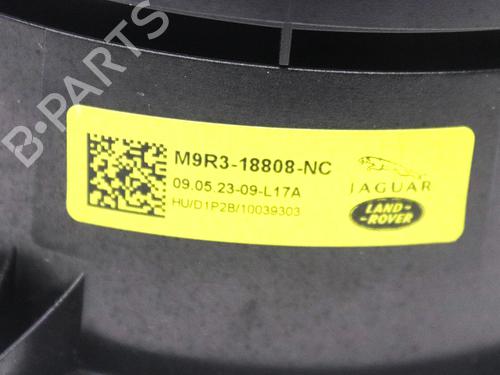 B-PARTS
M9R3-18808-NC
09.05.23-09-L17A
HU/D1P2B/10039303
JAGUAR
LAND-
ROVER